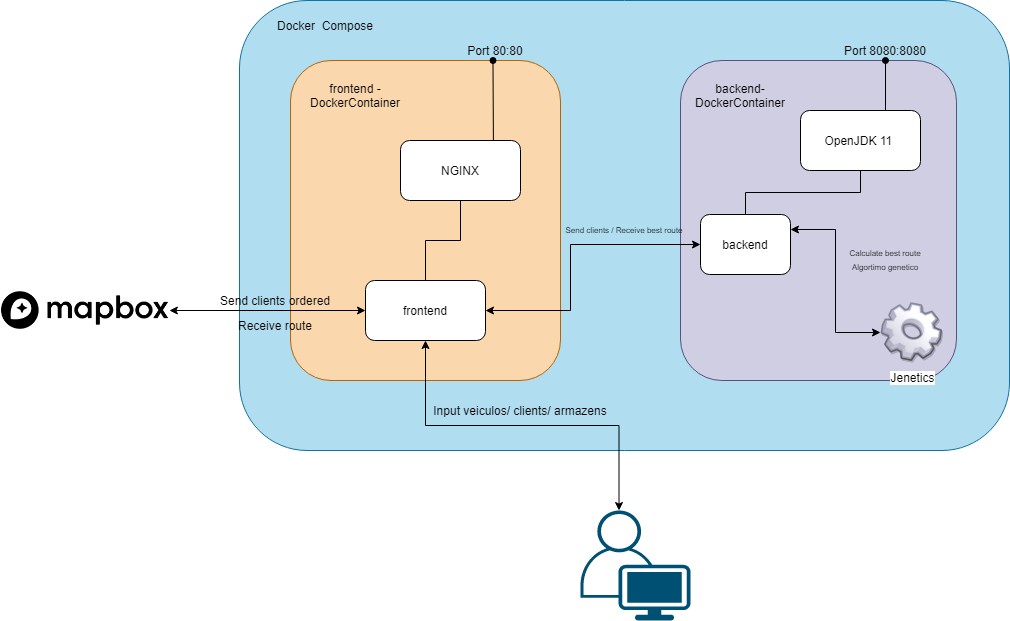 Docker Compose
Port 80:80
Port 8080:8080
frontend -
DockerContainer
backend-
DockerContainer
OpenJDK 11
NGINX
Send clients / Receive best route
backend
Calculate best route
Algortimo genetico
mapbox
Send clients ordered
Receive route
frontend
Jenetics
Input veiculos/ clients/ armazens